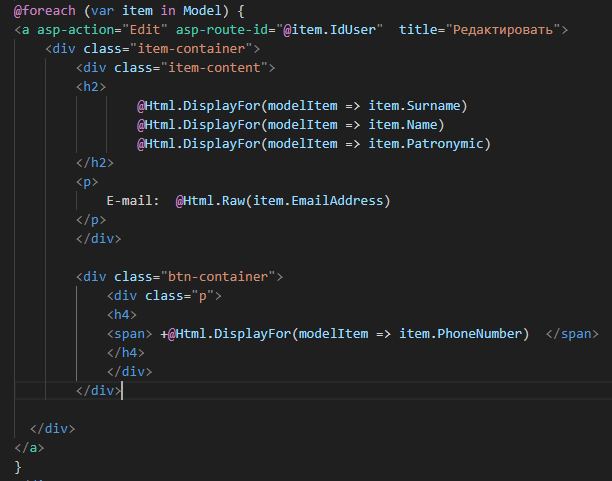 @foreach (var item in Model) {
<a asp-action="Edit" asp-route-id="@item.IdUser"  title="Редактировать">
    <div class="item-container">
        <div class="item-content">
        <h2>
                @Html.DisplayFor(modelItem => item.Surname)
                @Html.DisplayFor(modelItem => item.Name)
                @Html.DisplayFor(modelItem => item.Patronymic)
        </h2>
        <p>
            E-mail:  @Html.Raw(item.EmailAddress)
        </p>
        </div>

        <div class="btn-container">
            <div class="p">
            <h4>
            <span> +@Html.DisplayFor(modelItem => item.PhoneNumber)  </span>
            </h4>
            </div>
        </div>

  </div>
</a>
}